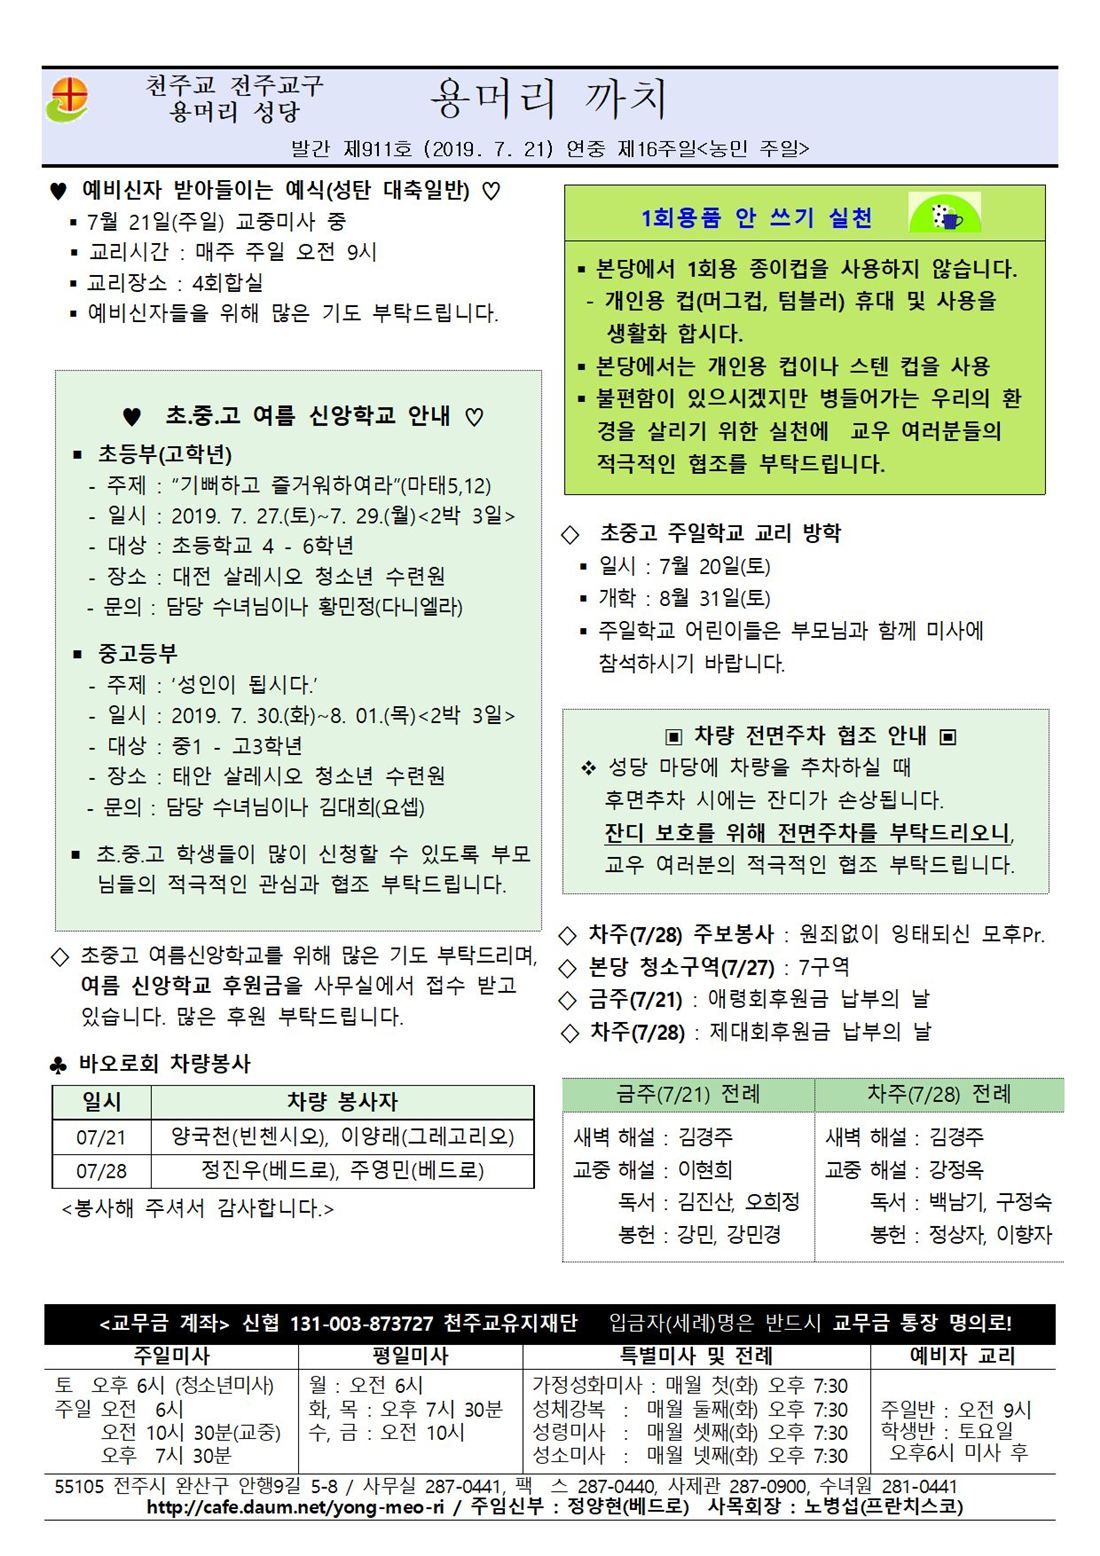 천주교 전주교구
용머리 성당
용머리 까치
발간 제911호 (2019. 7. 21) 연중 제16주일<농민 주일>
♥ 예비신자 받아들이는 예식(성탄 대축일반) ♡
▪ 7월 21일(주일) 교중미사 중
▪ 교리시간 : 매주 주일 오전 9시
▪ 교리장소 : 4회합실
▪ 예비신자들을 위해 많은 기도 부탁드립니다.
♥ 초.중.고 여름 신앙학교 안내 ♡
▪ 초등부(고학년)
- 주제 : “기뻐하고 즐거워하여라”(마태5,12)
- 일시 : 2019. 7. 27.(토)~7. 29.(월)<2박 3일>
- 대상 : 초등학교 4 - 6학년
- 장소 : 대전 살레시오 청소년 수련원
- 문의 : 담당 수녀님이나 황민정(다니엘라)
▪ 중고등부
- 주제 : ‘성인이 됩시다.’
- 일시 : 2019. 7. 30.(화)~8. 01.(목)<2박 3일>
- 대상 : 중1 - 고3학년
- 장소 : 태안 살레시오 청소년 수련원
- 문의 : 담당 수녀님이나 김대희(요셉)
▪ 초.중.고 학생들이 많이 신청할 수 있도록 부모
님들의 적극적인 관심과 협조 부탁드립니다.
◇ 초중고 여름신앙학교를 위해 많은 기도 부탁드리며,
여름 신앙학교 후원금을 사무실에서 접수 받고
있습니다. 많은 후원 부탁드립니다.
♣ 바오로회 차량봉사
일시 차량 봉사자
07/21 양국천(빈첸시오), 이양래(그레고리오)
07/28 정진우(베드로), 주영민(베드로)
<봉사해 주셔서 감사합니다.>
1회용품 안 쓰기 실천
▪ 본당에서 1회용 종이컵을 사용하지 않습니다.
- 개인용 컵(머그컵, 텀블러) 휴대 및 사용을
생활화 합시다.
▪ 본당에서는 개인용 컵이나 스텐 컵을 사용
▪ 불편함이 있으시겠지만 병들어가는 우리의 환
경을 살리기 위한 실천에 교우 여러분들의
적극적인 협조를 부탁드립니다.
◇ 초중고 주일학교 교리 방학
▪ 일시 : 7월 20일(토)
▪ 개학 : 8월 31일(토)
▪ 주일학교 어린이들은 부모님과 함께 미사에
참석하시기 바랍니다.
▣ 차량 전면주차 협조 안내 ▣
❖ 성당 마당에 차량을 추차하실 때
후면추차 시에는 잔디가 손상됩니다.
잔디 보호를 위해 전면주차를 부탁드리오니,
교우 여러분의 적극적인 협조 부탁드립니다.
◇ 차주(7/28) 주보봉사 : 원죄없이 잉태되신 모후Pr.
◇ 본당 청소구역(7/27) : 7구역
◇ 금주(7/21) : 애령회후원금 납부의 날
◇ 차주(7/28) : 제대회후원금 납부의 날
금주(7/21) 전례 차주(7/28) 전례
새벽 해설 : 김경주 새벽 해설 : 김경주
교중 해설 : 이현희 교중 해설 : 강정옥
독서 : 김진산, 오희정 독서 : 백남기, 구정숙
봉헌 : 강민, 강민경 봉헌 : 정상자, 이향자
<교무금 계좌> 신협 131-003-873727 천주교유지재단 입금자(세례)명은 반드시 교무금 통장 명의로!
주일미사 평일미사 특별미사 및 전례 예비자 교리
토 오후 6시 (청소년미사)
주일 오전 6시
오전 10시 30분(교중)
오후 7시 30분
월 : 오전 6시
화, 목 : 오후 7시 30분
수, 금 : 오전 10시
가정성화미사 : 매월 첫(화) 오후 7:30
성체강복 : 매월 둘째(화) 오후 7:30
성령미사 : 매월 셋째(화) 오후 7:30
성소미사 : 매월 넷째(화) 오후 7:30
주일반 : 오전 9시
학생반 : 토요일
오후6시 미사 후
55105 전주시 완산구 안행9길 5-8 / 사무실 287-0441, 팩 스 287-0440, 사제관 287-0900, 수녀원 281-0441
http://cafe.daum.net/yong-meo-ri / 주임신부 : 정양현(베드로) 사목회장 : 노병섭(프란치스코)